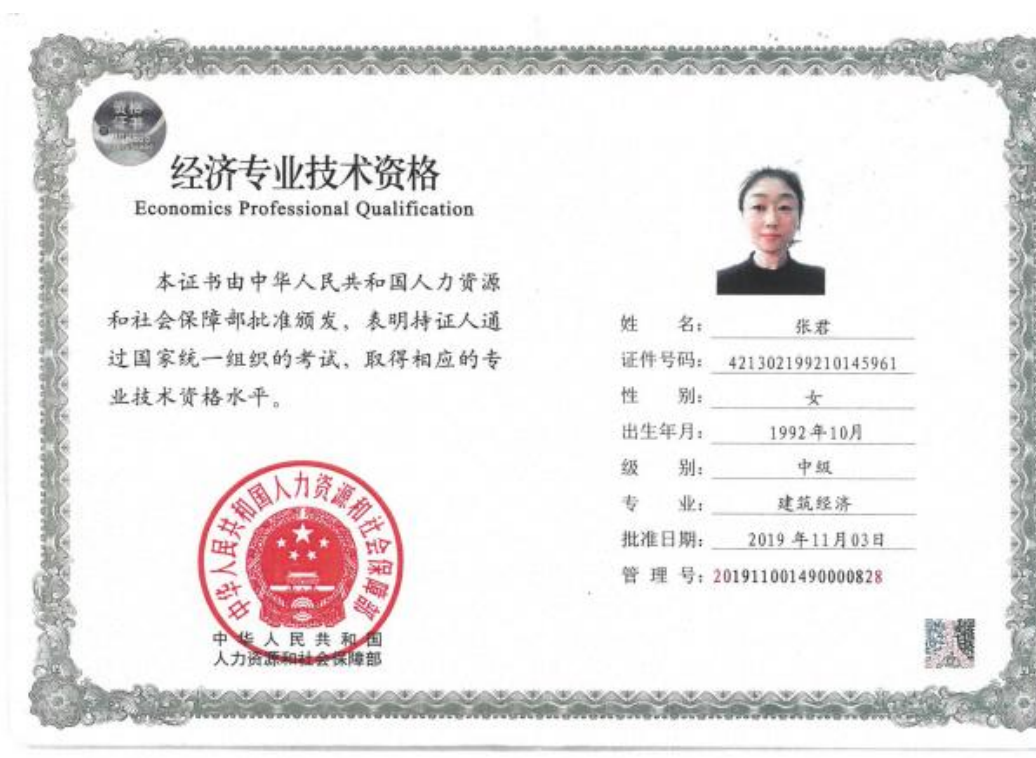 资格
证书
经济专业技术资格
Economics Professional Qualification
本证书由中华人民共和国人力资源
和社会保障部批准颁发，表明持证人通
过国家统一组织的考试，取得相应的专
业技术资格水平。
中华人民共和国人力资源和社会保障部
中华人民共和国
人力资源和社会保障部
姓 名： 张君
证件号码： 421302199210145961
性 别： 女
出生年月： 1992年10月
级 别： 中级
专 业： 建筑经济
批准日期： 2019年11月03日
管 理 号： 201911001490000828